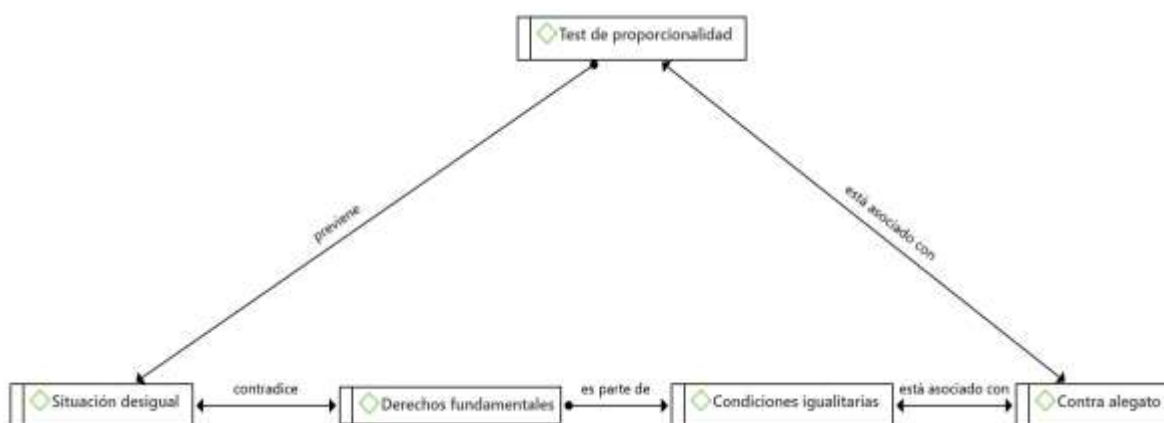 Test de proporcionalidad
previene
está asociado con
Situación desigual
contradice
Derechos fundamentales
es parte de
Condiciones igualitarias
está asociado con
Contra alegato